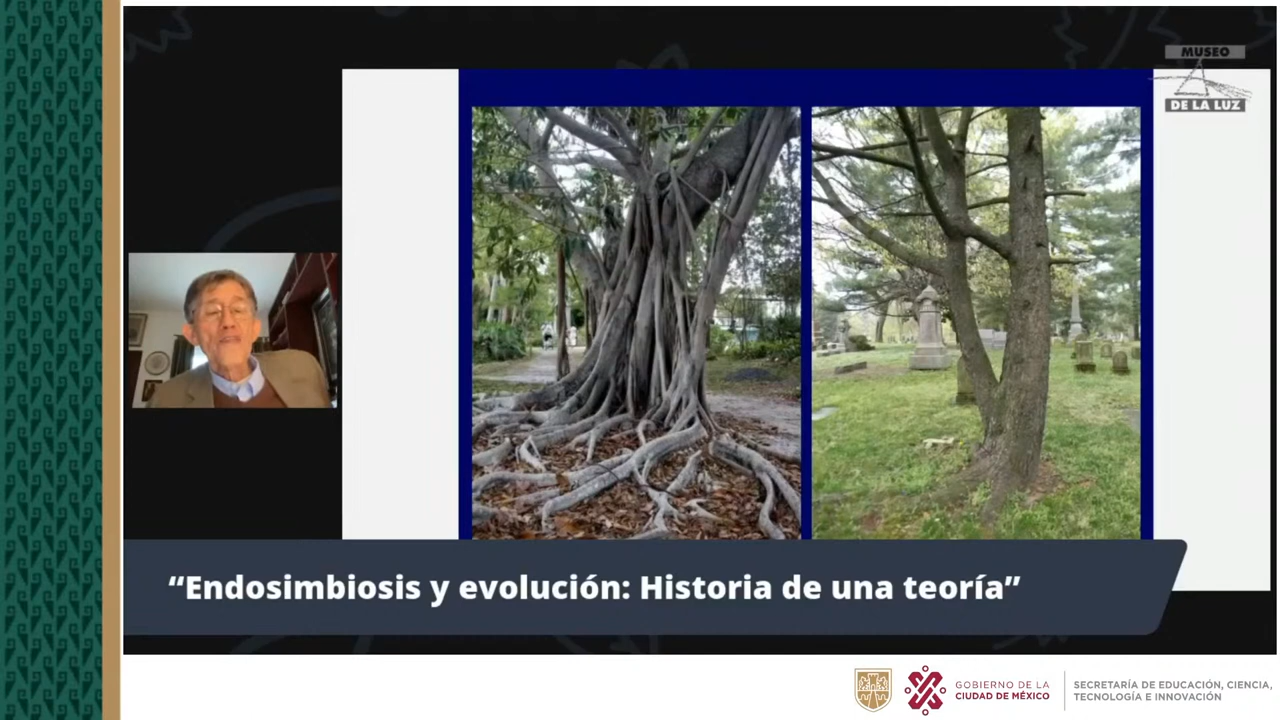 MUSEO
DE LA LUZ
“Endosimbiosis y evolución: Historia de una teoría”
GOBIERNO DE LA
CIUDAD DE MÉXICO
SECRETARÍA DE EDUCACIÓN, CIENCIA,
TECNOLOGÍA E INNOVACIÓN